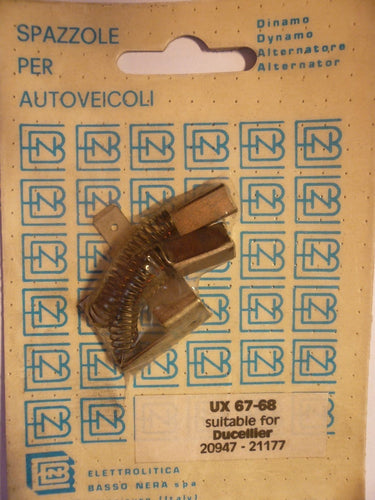 SPAZZOLE
PER
AUTOVEICOLI
Dinamo
Dynamo
Alternatore
Alternator
UX 67-68
suitable for
Ducellier
20947 - 21177
ELETTROLITICA
BASSO NERA spa
(Italy)